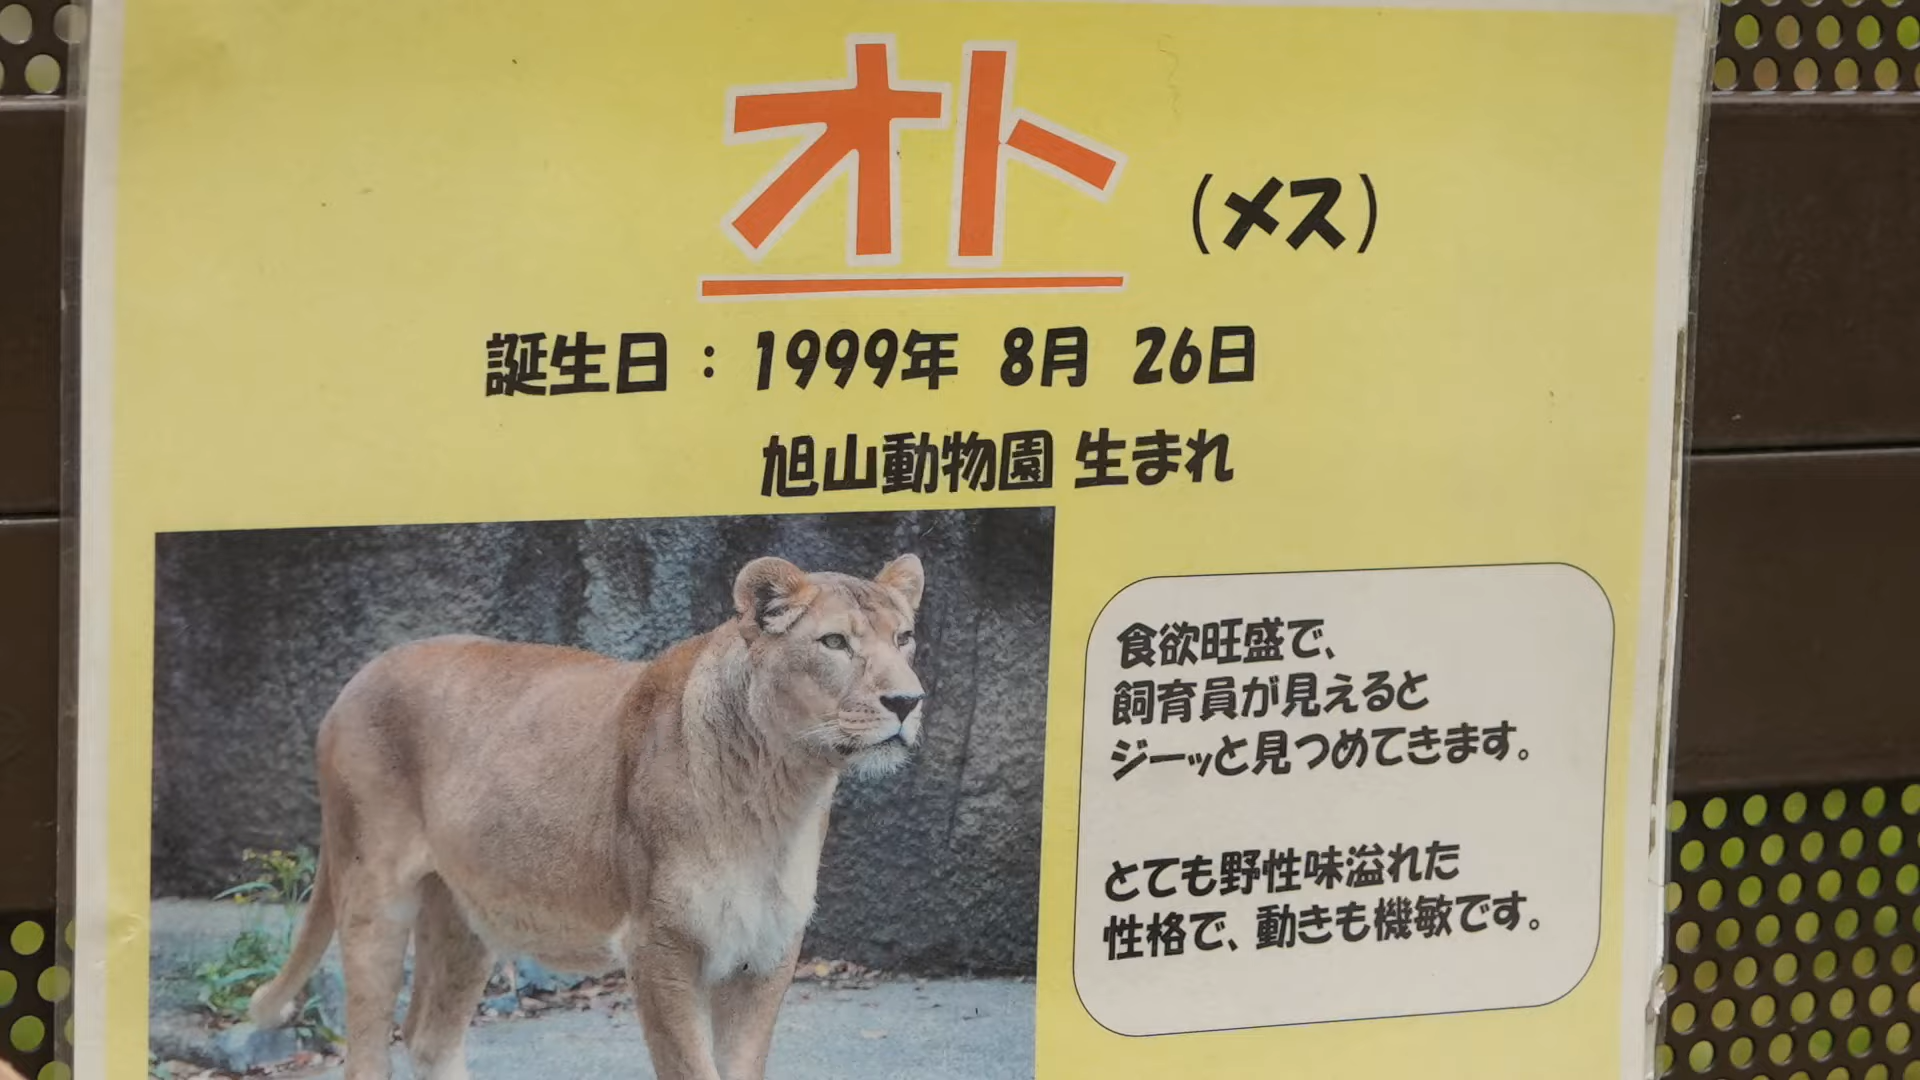 オト
(メス)
誕生日：1999年 8月 26日
旭山動物園 生まれ
食欲旺盛で、
飼育員が見えると
ジーッと見つめてきます。
とても野性味溢れた
性格で、動きも機敏です。